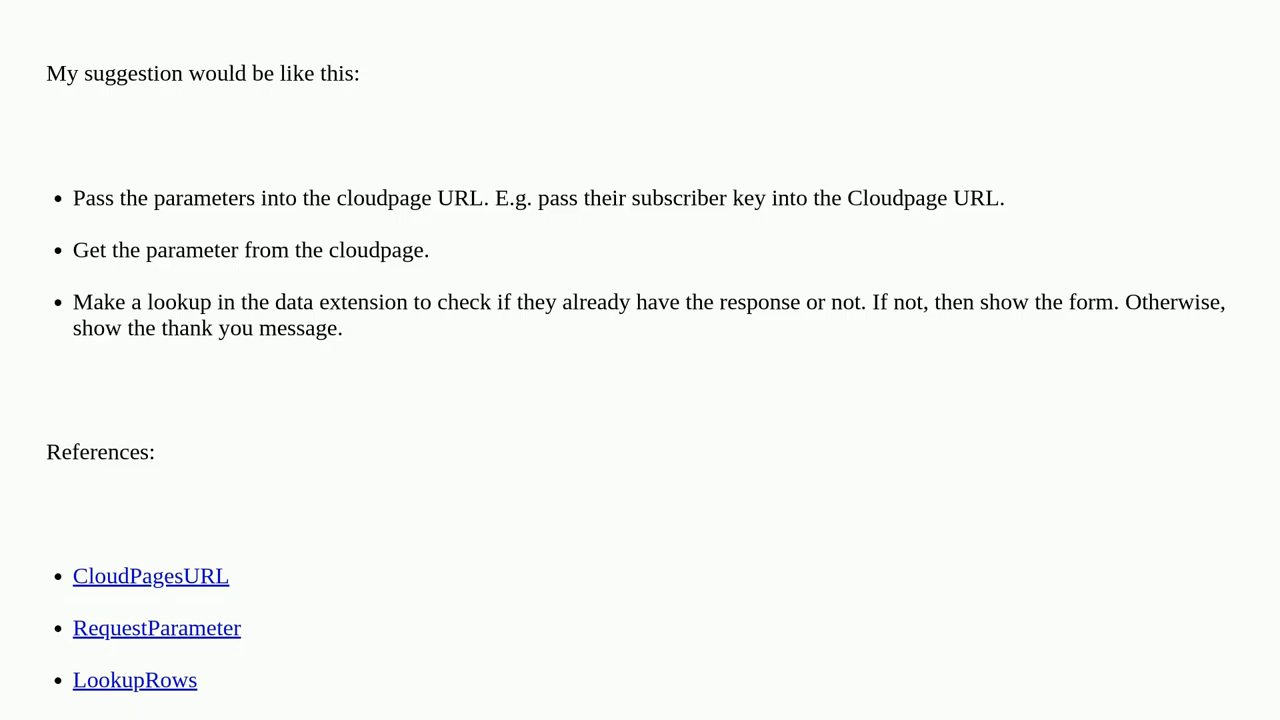 My suggestion would be like this:
• Pass the parameters into the cloudpage URL. E.g. pass their subscriber key into the Cloudpage URL.
• Get the parameter from the cloudpage.
• Make a lookup in the data extension to check if they already have the response or not. If not, then show the form. Otherwise,
show the thank you message.
References:
• CloudPagesURL
• RequestParameter
• LookupRows